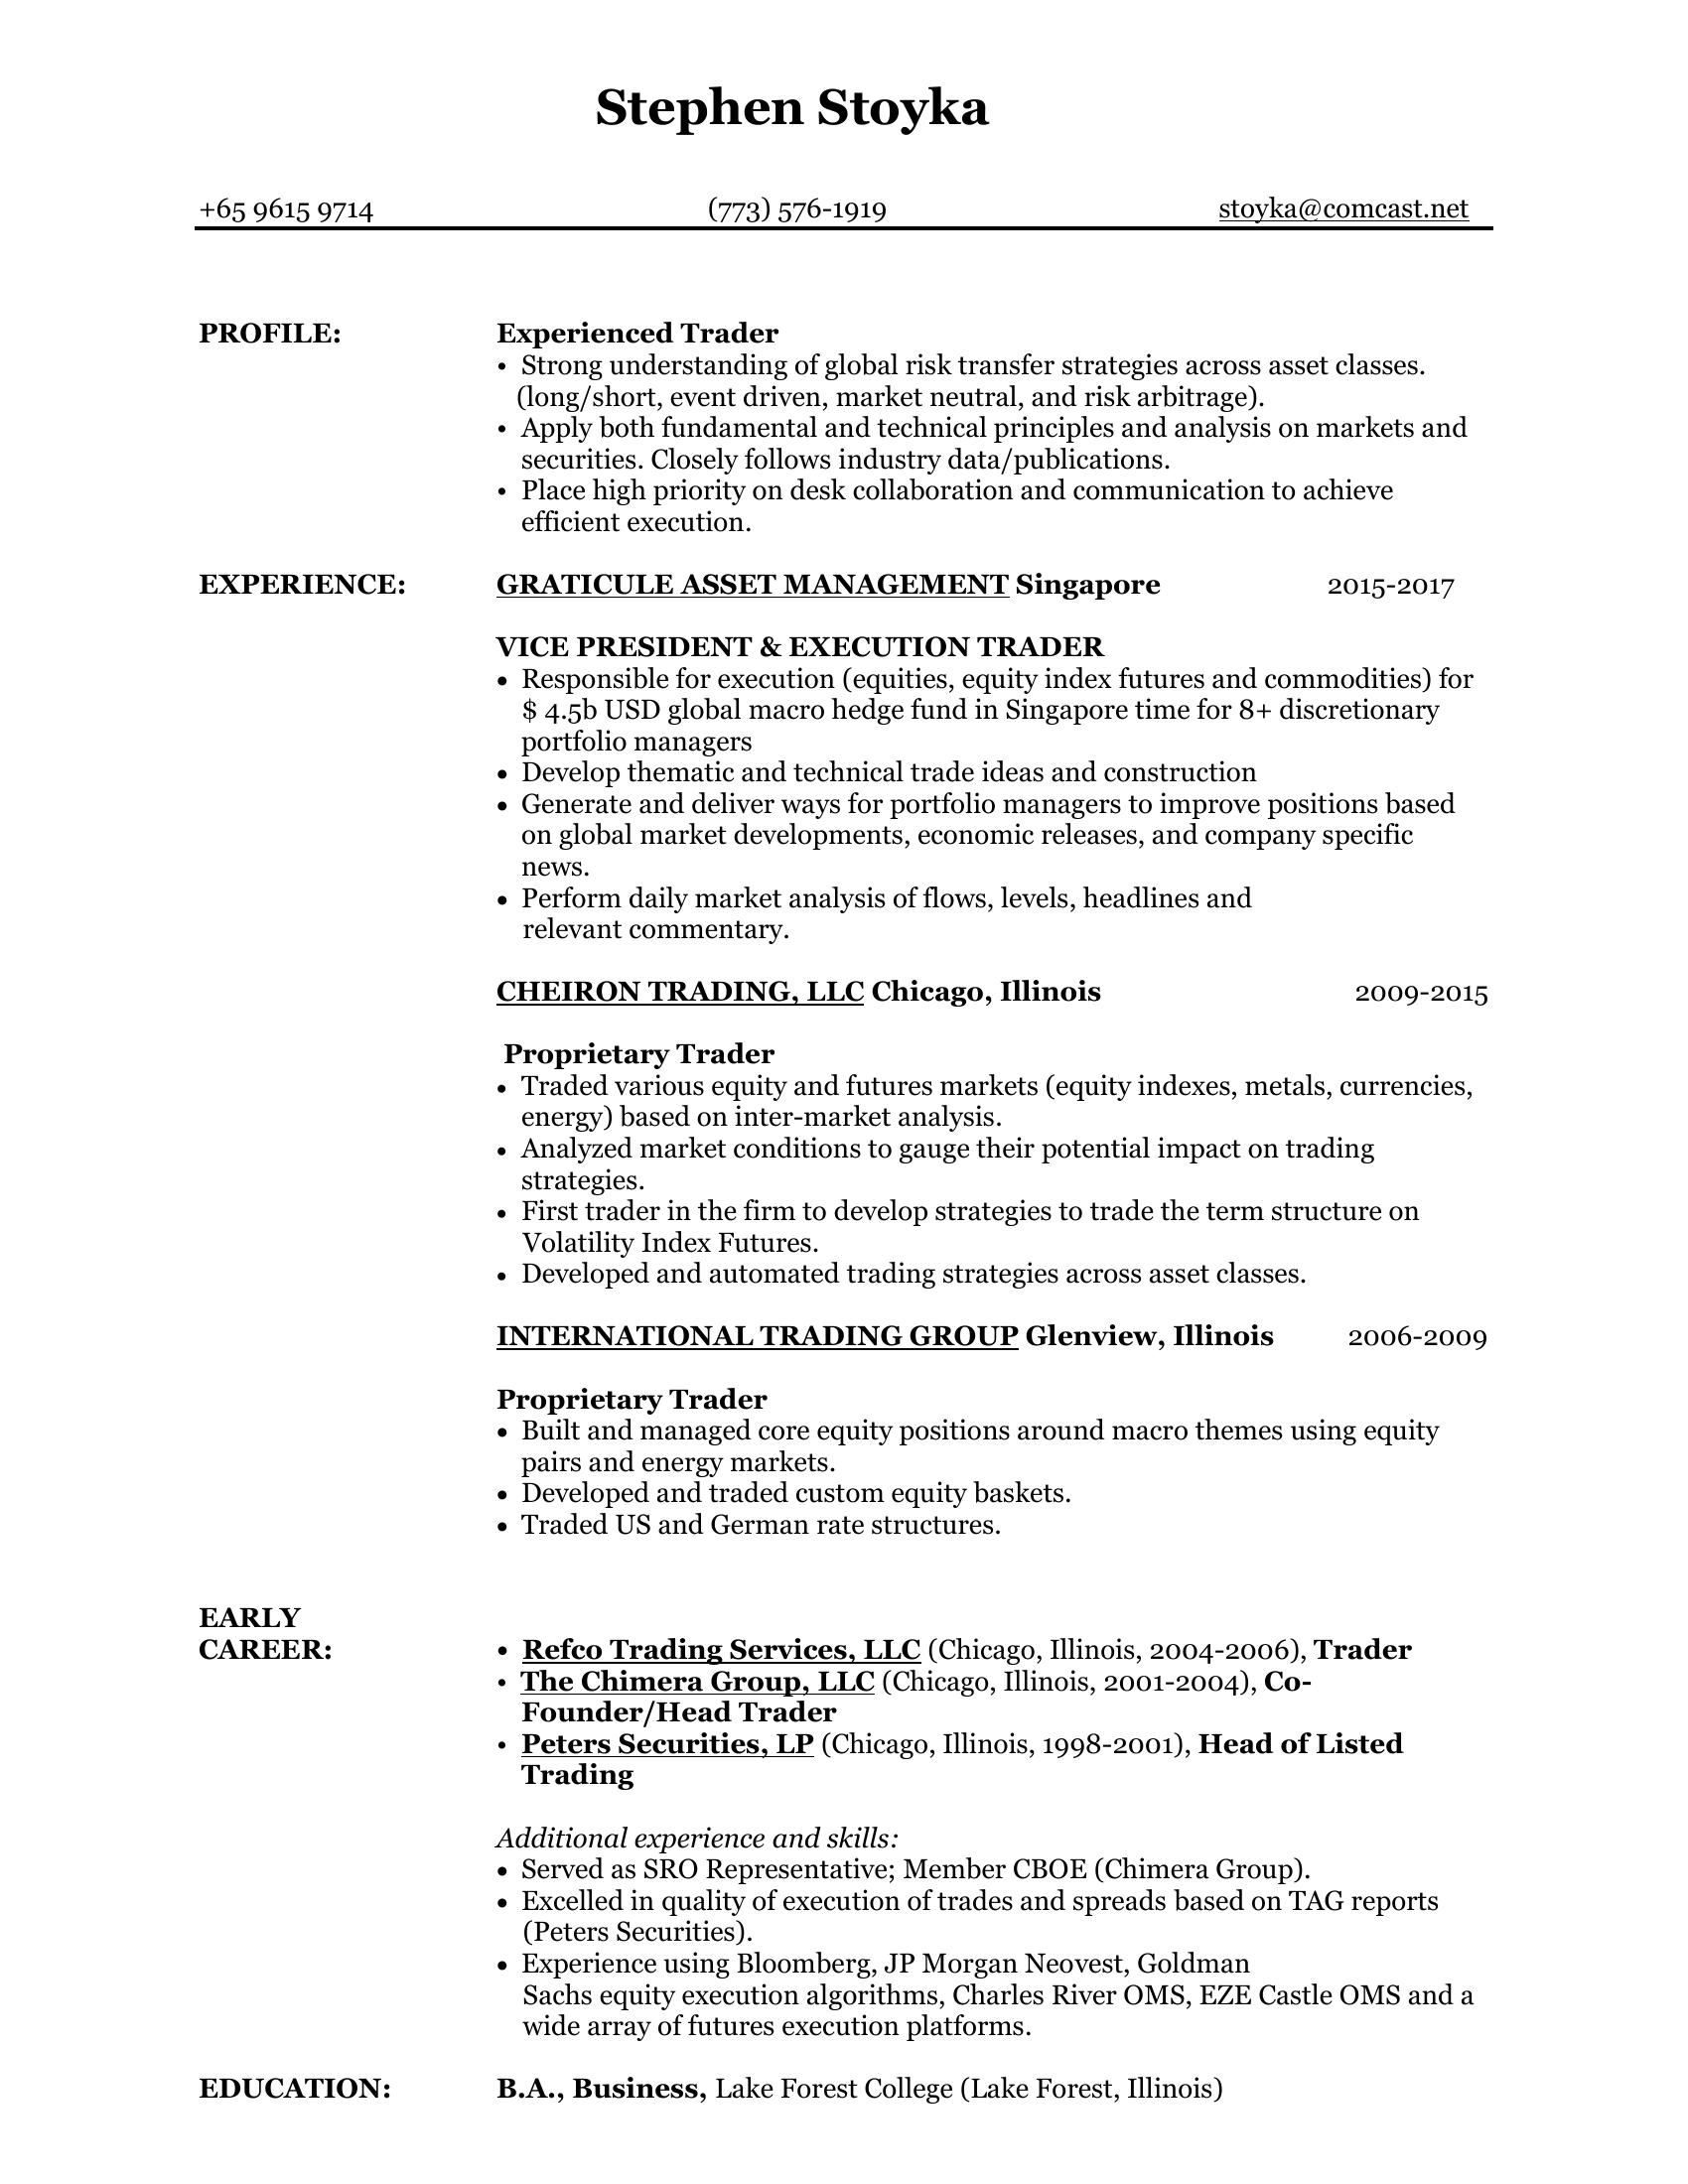 Stephen Stoyka
+65 9615 9714 (773) 576-1919 stoyka@comcast.net
PROFILE: Experienced Trader
• Strong understanding of global risk transfer strategies across asset classes.
(long/short, event driven, market neutral, and risk arbitrage).
• Apply both fundamental and technical principles and analysis on markets and
securities. Closely follows industry data/publications.
• Place high priority on desk collaboration and communication to achieve
efficient execution.
EXPERIENCE: GRATICULE ASSET MANAGEMENT Singapore 2015-2017
VICE PRESIDENT & EXECUTION TRADER
• Responsible for execution (equities, equity index futures and commodities) for
$ 4.5b USD global macro hedge fund in Singapore time for 8+ discretionary
portfolio managers
• Develop thematic and technical trade ideas and construction
• Generate and deliver ways for portfolio managers to improve positions based
on global market developments, economic releases, and company specific
news.
• Perform daily market analysis of flows, levels, headlines and
relevant commentary.
CHEIRON TRADING, LLC Chicago, Illinois 2009-2015
Proprietary Trader
• Traded various equity and futures markets (equity indexes, metals, currencies,
energy) based on inter-market analysis.
• Analyzed market conditions to gauge their potential impact on trading
strategies.
• First trader in the firm to develop strategies to trade the term structure on
Volatility Index Futures.
• Developed and automated trading strategies across asset classes.
INTERNATIONAL TRADING GROUP Glenview, Illinois 2006-2009
Proprietary Trader
• Built and managed core equity positions around macro themes using equity
pairs and energy markets.
• Developed and traded custom equity baskets.
• Traded US and German rate structures.
EARLY
CAREER: • Refco Trading Services, LLC (Chicago, Illinois, 2004-2006), Trader
• The Chimera Group, LLC (Chicago, Illinois, 2001-2004), Co-
Founder/Head Trader
• Peters Securities, LP (Chicago, Illinois, 1998-2001), Head of Listed
Trading
Additional experience and skills:
• Served as SRO Representative; Member CBOE (Chimera Group).
• Excelled in quality of execution of trades and spreads based on TAG reports
(Peters Securities).
• Experience using Bloomberg, JP Morgan Neovest, Goldman
Sachs equity execution algorithms, Charles River OMS, EZE Castle OMS and a
wide array of futures execution platforms.
EDUCATION: B.A., Business, Lake Forest College (Lake Forest, Illinois)